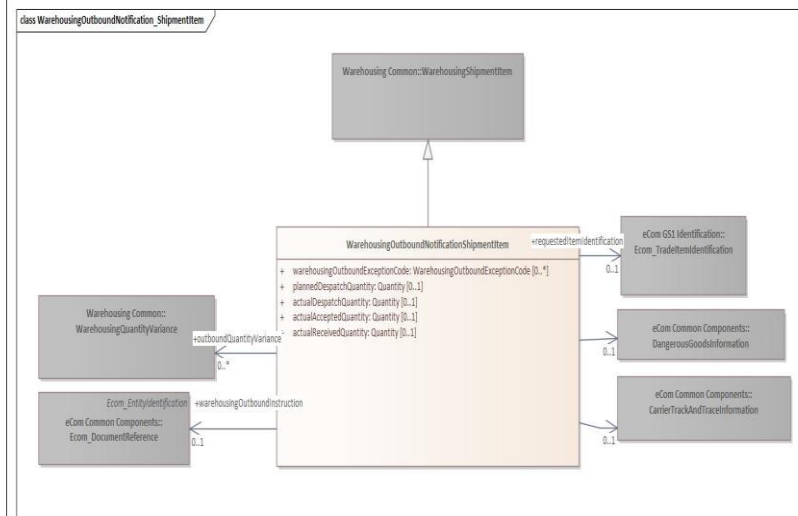 class WarehousingOutboundNotification_ShipmentItem
Warehousing Common::WarehousingShipmentItem
WarehousingOutboundNotificationShipmentItem
+ warehousingOutboundExceptionCode: WarehousingOutboundExceptionCode [0..*]
+ plannedDespatchQuantity: Quantity [0..1]
+ actualDespatchQuantity: Quantity [0..1]
+ actualAcceptedQuantity: Quantity [0..1]
+ actualReceivedQuantity: Quantity [0..1]
+requestedItemIdentification
0..1
eCom GS1 Identification::
Ecom_TradeItemIdentification
Warehousing Common::
WarehousingQuantityVariance
+outboundQuantityVariance
0..*
eCom Common Components::
DangerousGoodsInformation
0..1
Ecom_EntityIdentification
eCom Common Components::
Ecom_DocumentReference
+warehousingOutboundInstruction
0..1
eCom Common Components::
CarrierTrackAndTraceInformation
0..1